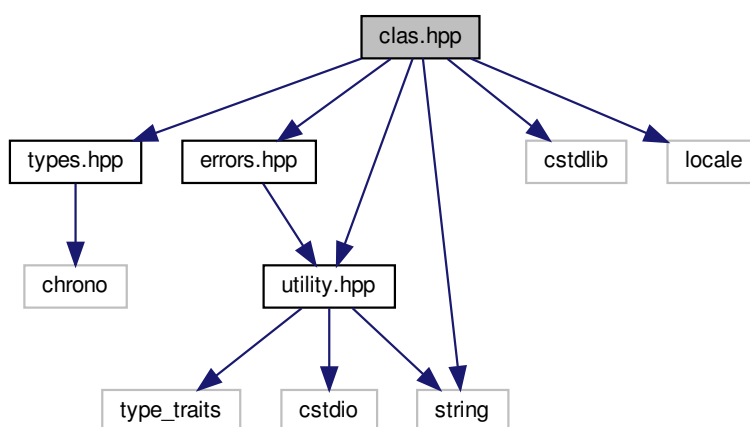 clas.hpp
types.hpp
errors.hpp
cstdlib
locale
chrono
utility.hpp
type_traits
cstdio
string